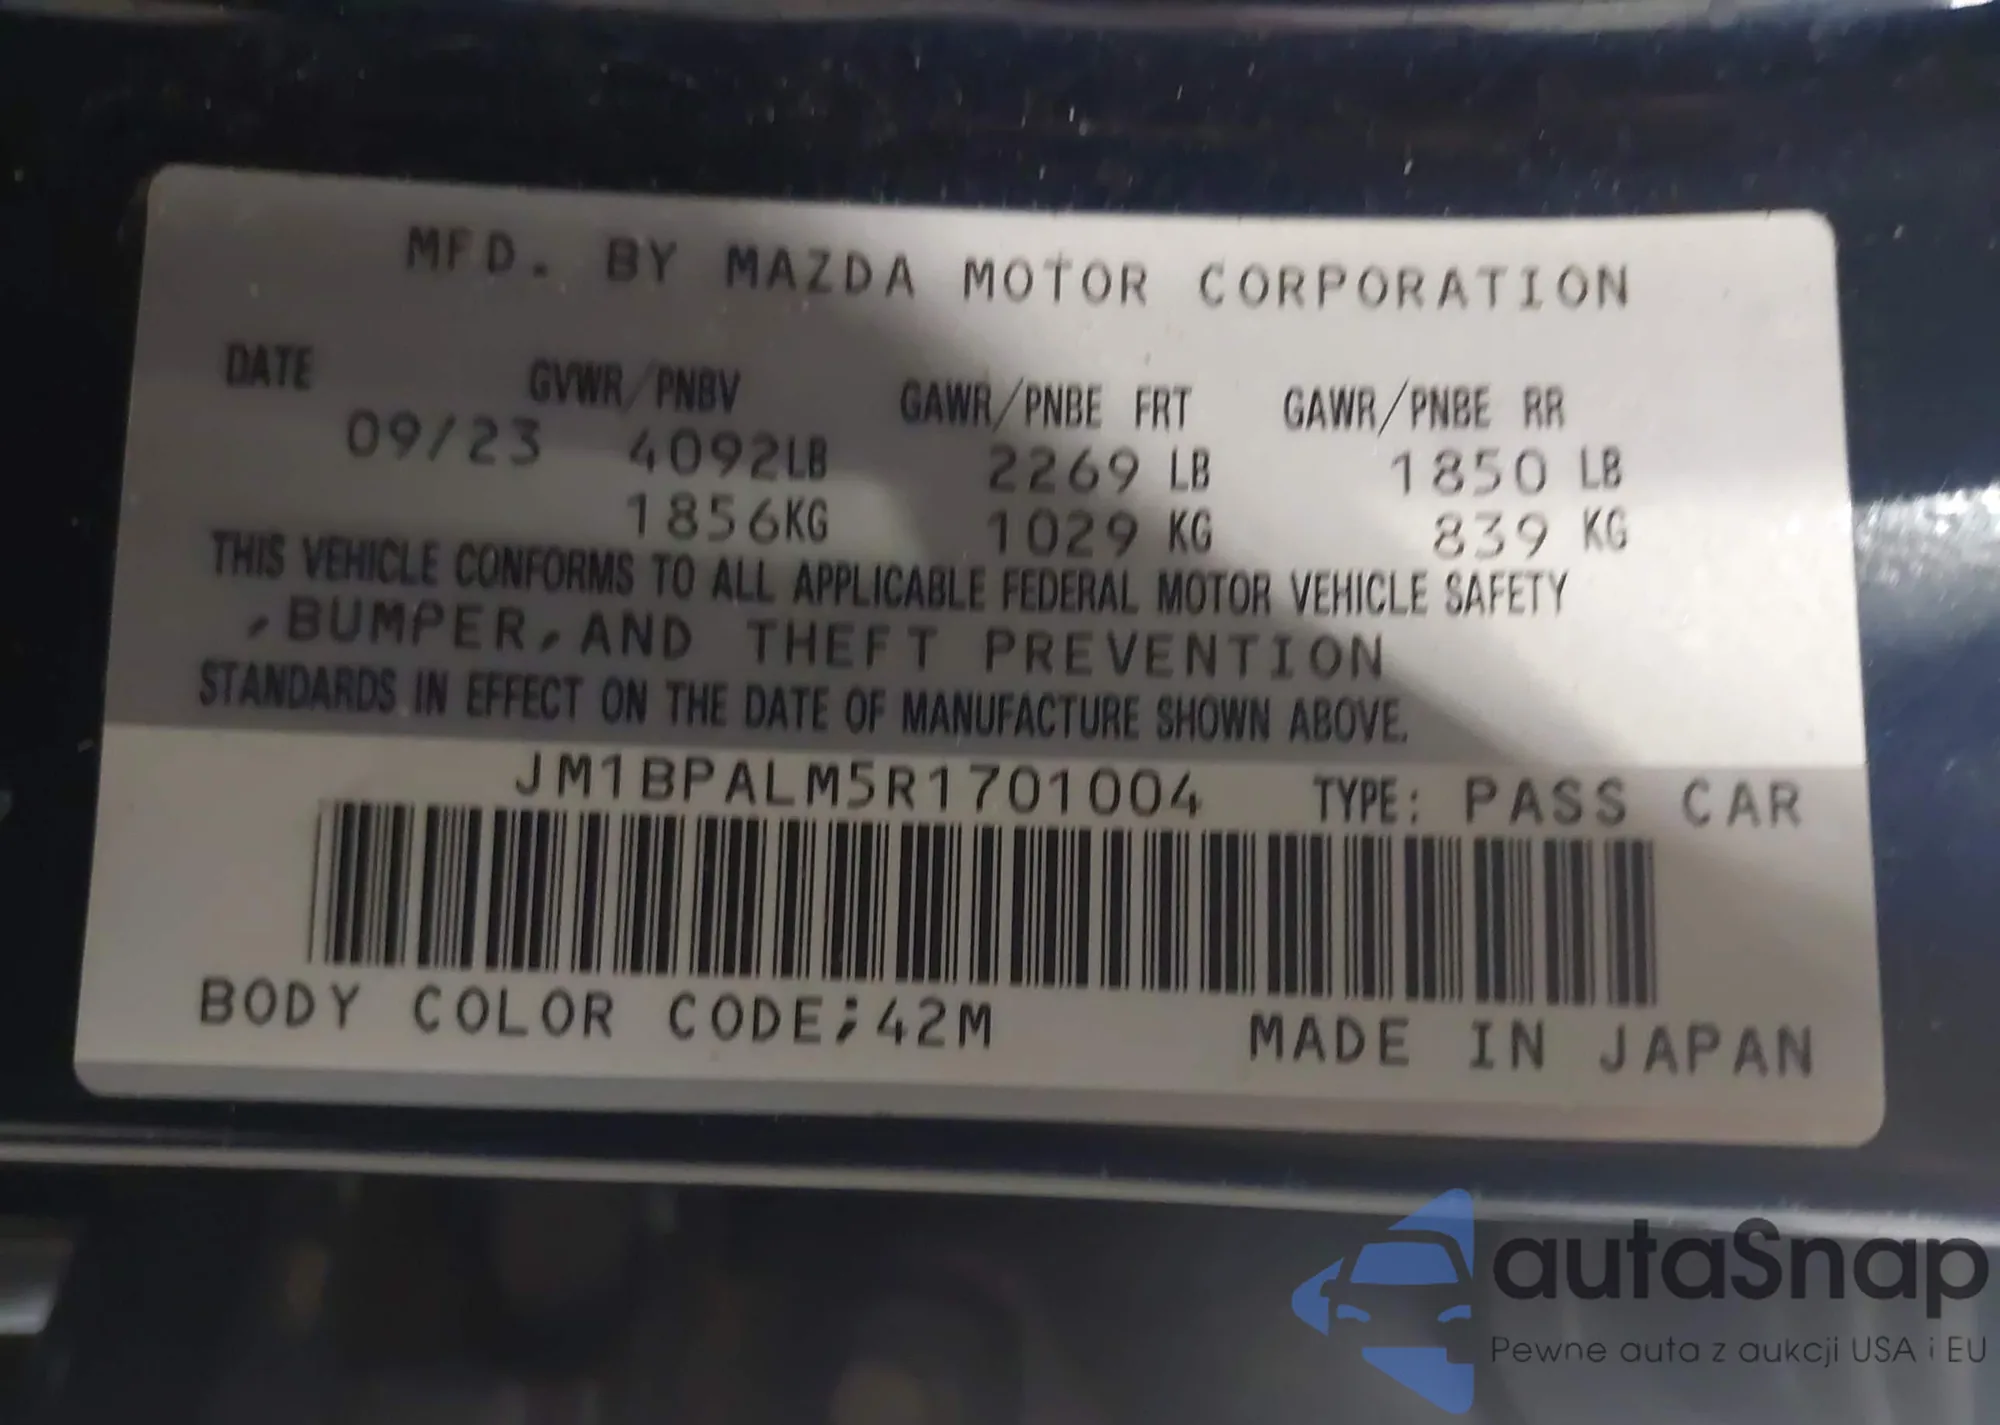 MFD. BY MAZDA MOTOR CORPORATION
DATE GVWR/PNBV GAWR/PNBE FRT GAWR/PNBE RR
09/23 4092LB 2269 LB 1850 LB
1856KG 1029 KG 839 KG
THIS VEHICLE CONFORMS TO ALL APPLICABLE FEDERAL MOTOR VEHICLE SAFETY
,BUMPER,AND THEFT PREVENTION
STANDARDS IN EFFECT ON THE DATE OF MANUFACTURE SHOWN ABOVE.
JM1BPALM5R1701004 TYPE: PASS CAR
BODY COLOR CODE;42M MADE IN JAPAN
autaSnap
Pewne auta z aukcji USA i EU